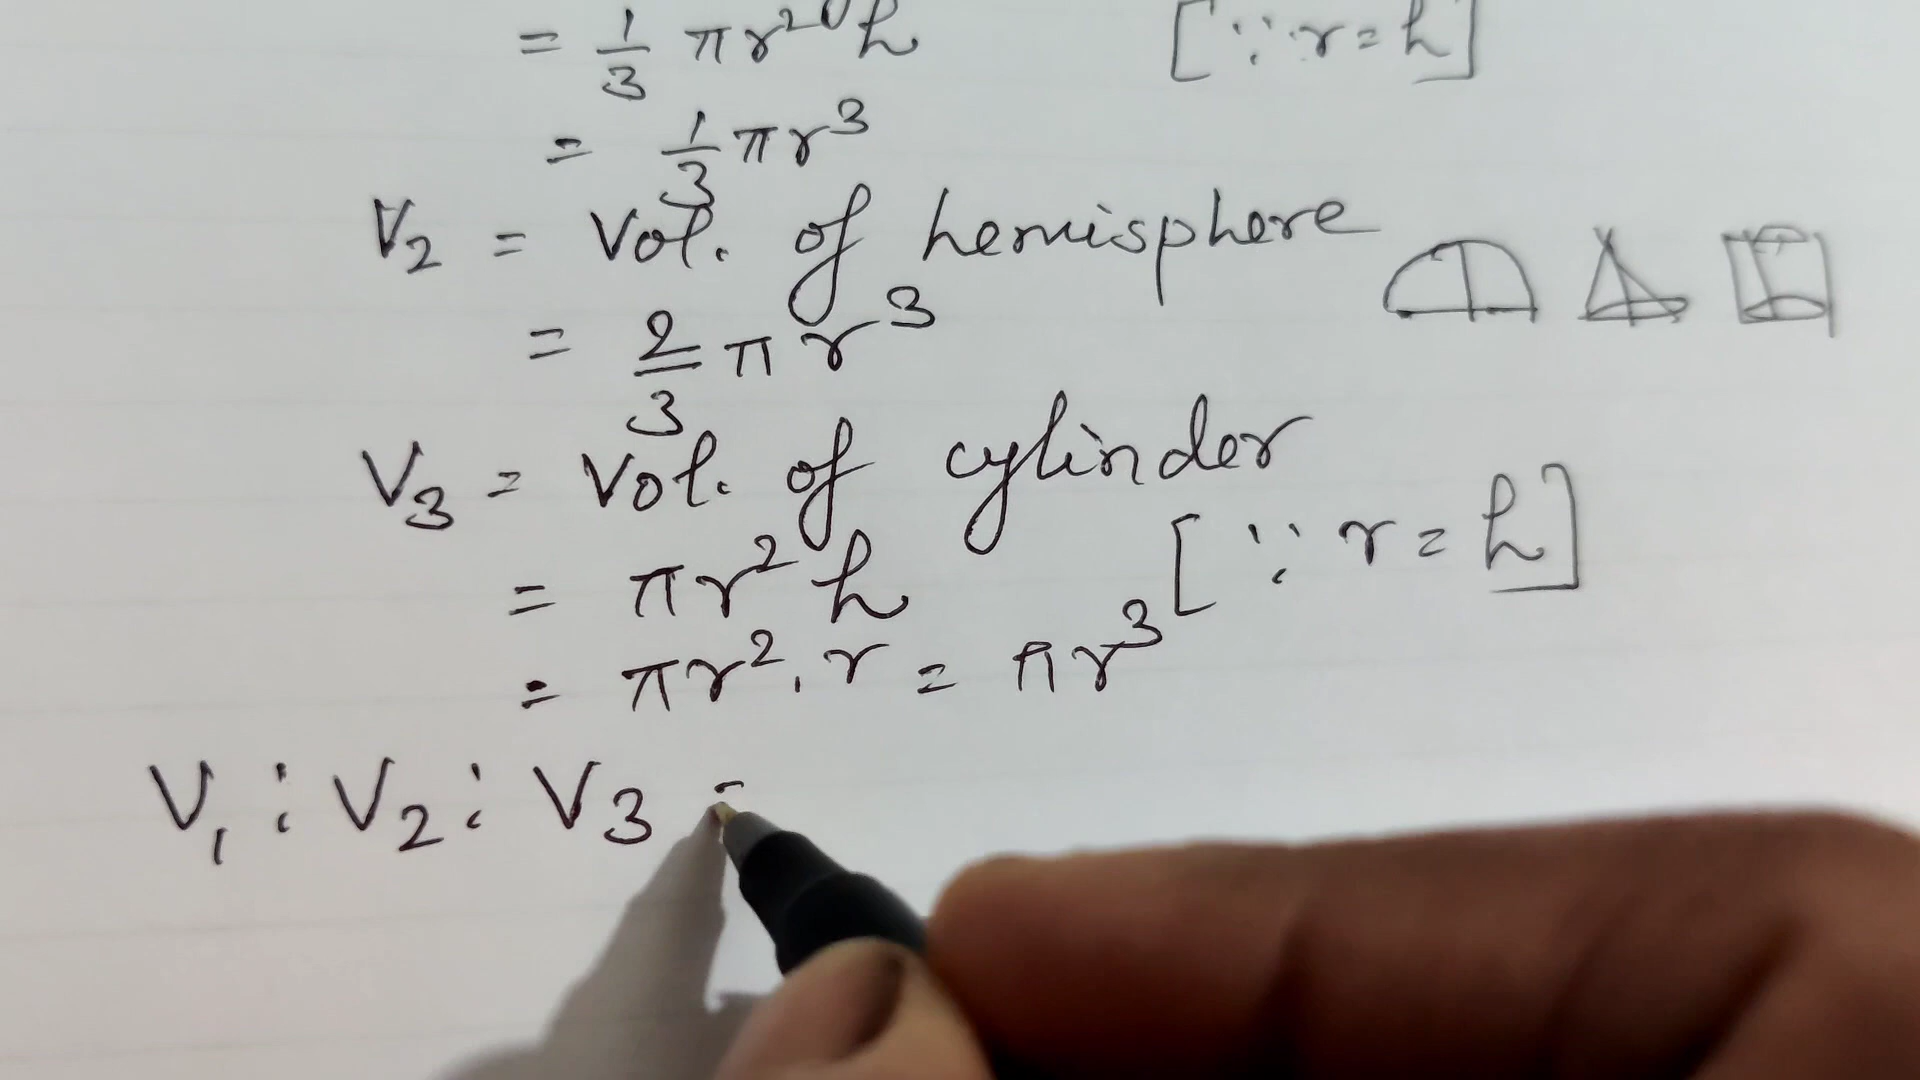 = 1/3 πr²h [∵ r = h]
= 1/3 πr³
V₂ = Vol. of hemisphere
= 2/3 πr³
V₃ = Vol. of cylinder
= πr²h [∵ r = h]
= πr².r = πr³
V₁ : V₂ : V₃ =